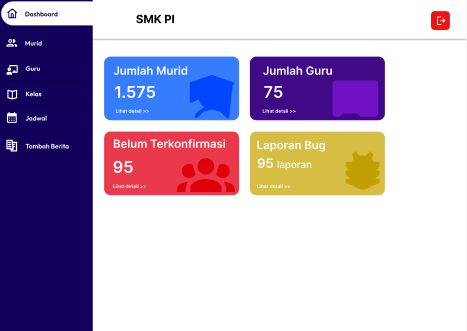 Dashboard
SMK PI
Murid
Guru
Kelas
Jadwal
Tambah Berita
Jumlah Murid
1.575
Lihat detail >>
Jumlah Guru
75
Lihat detail >>
Belum Terkonfirmasi
95
Lihat detail >>
Laporan Bug
95 laporan
Lihat detail >>